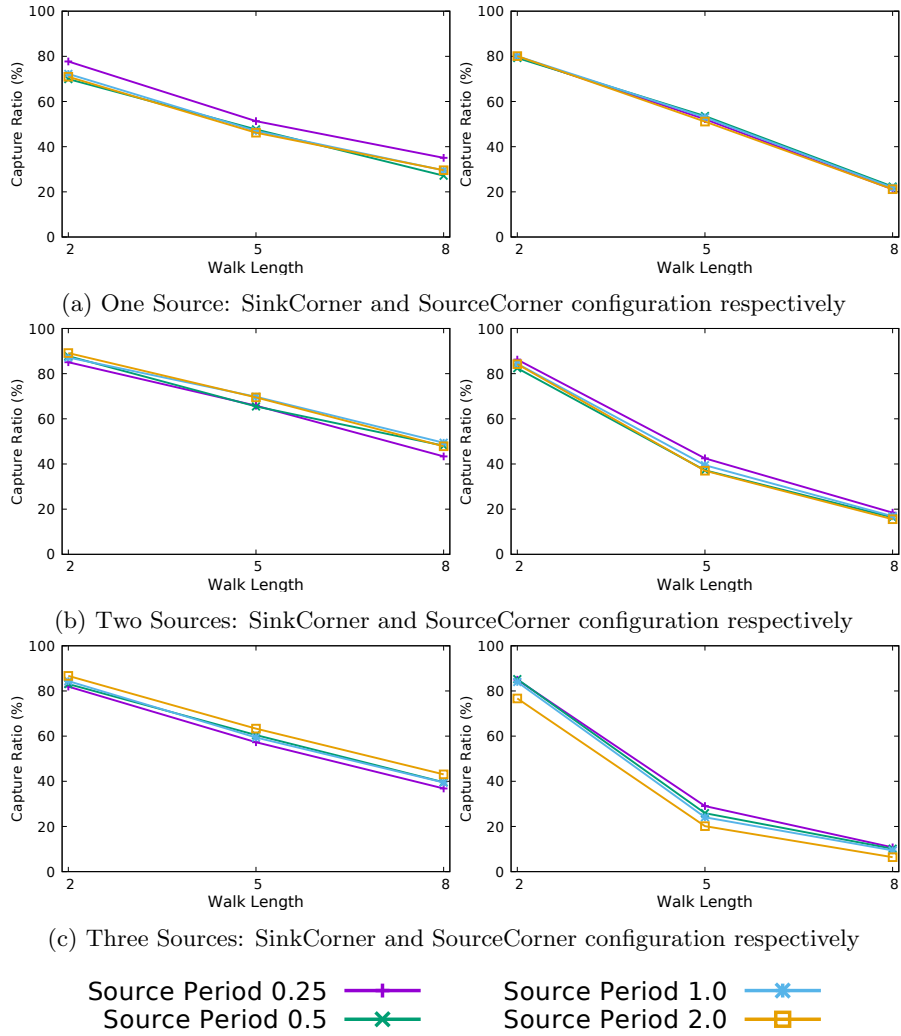 100
80
60
40
20
0
Capture Ratio (%)
2 5 8
Walk Length
100
80
60
40
20
0
Capture Ratio (%)
2 5 8
Walk Length
(a) One Source: SinkCorner and SourceCorner configuration respectively
100
80
60
40
20
0
Capture Ratio (%)
2 5 8
Walk Length
100
80
60
40
20
0
Capture Ratio (%)
2 5 8
Walk Length
(b) Two Sources: SinkCorner and SourceCorner configuration respectively
100
80
60
40
20
0
Capture Ratio (%)
2 5 8
Walk Length
100
80
60
40
20
0
Capture Ratio (%)
2 5 8
Walk Length
(c) Three Sources: SinkCorner and SourceCorner configuration respectively
Source Period 0.25
Source Period 0.5
Source Period 1.0
Source Period 2.0